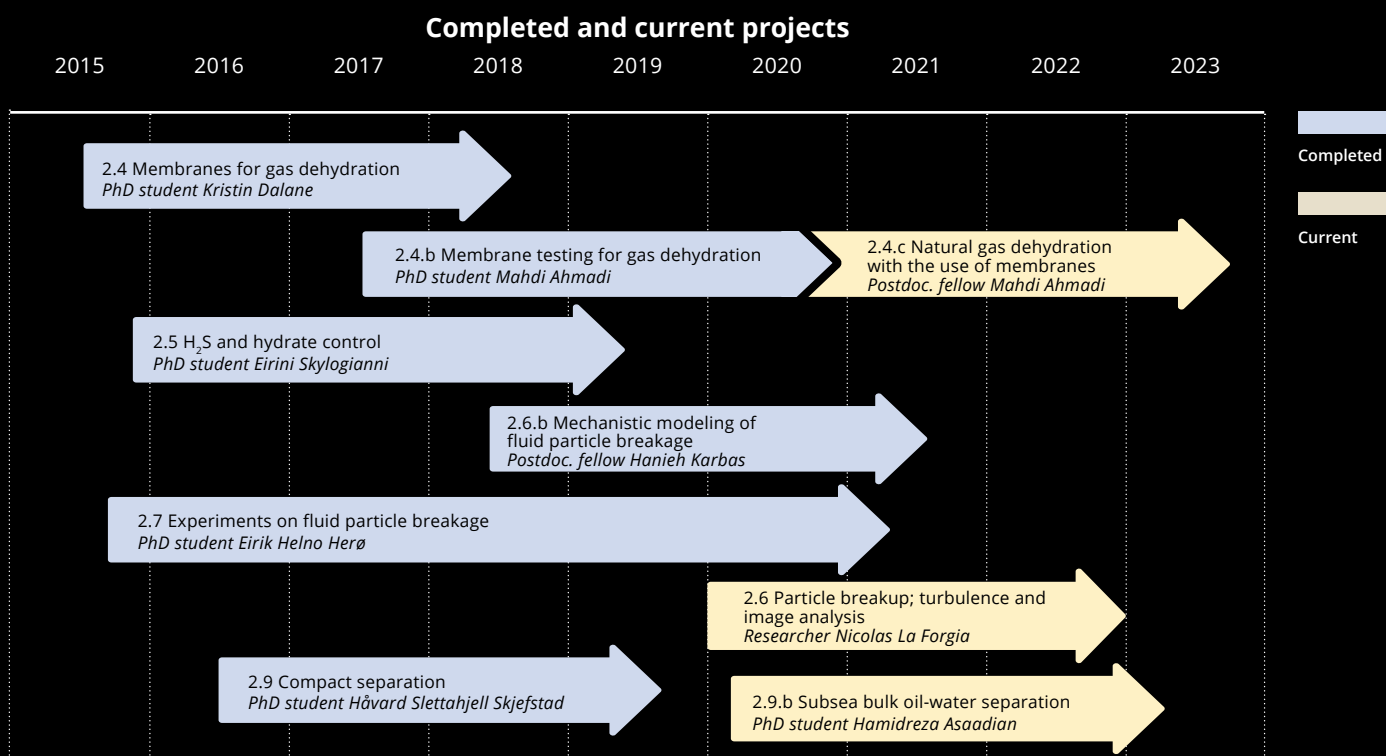 Completed and current projects
2015 2016 2017 2018 2019 2020 2021 2022 2023
Completed
Current
2.4 Membranes for gas dehydration
PhD student Kristin Dalane
2.4.b Membrane testing for gas dehydration
PhD student Mahdi Ahmadi
2.4.c Natural gas dehydration
with the use of membranes
Postdoc. fellow Mahdi Ahmadi
2.5 H₂S and hydrate control
PhD student Eirini Skylogianni
2.6.b Mechanistic modeling of
fluid particle breakage
Postdoc. fellow Hanieh Karbas
2.7 Experiments on fluid particle breakage
PhD student Eirik Helno Herø
2.6 Particle breakup; turbulence and
image analysis
Researcher Nicolas La Forgia
2.9 Compact separation
PhD student Håvard Slettahjell Skjefstad
2.9.b Subsea bulk oil-water separation
PhD student Hamidreza Asaadian